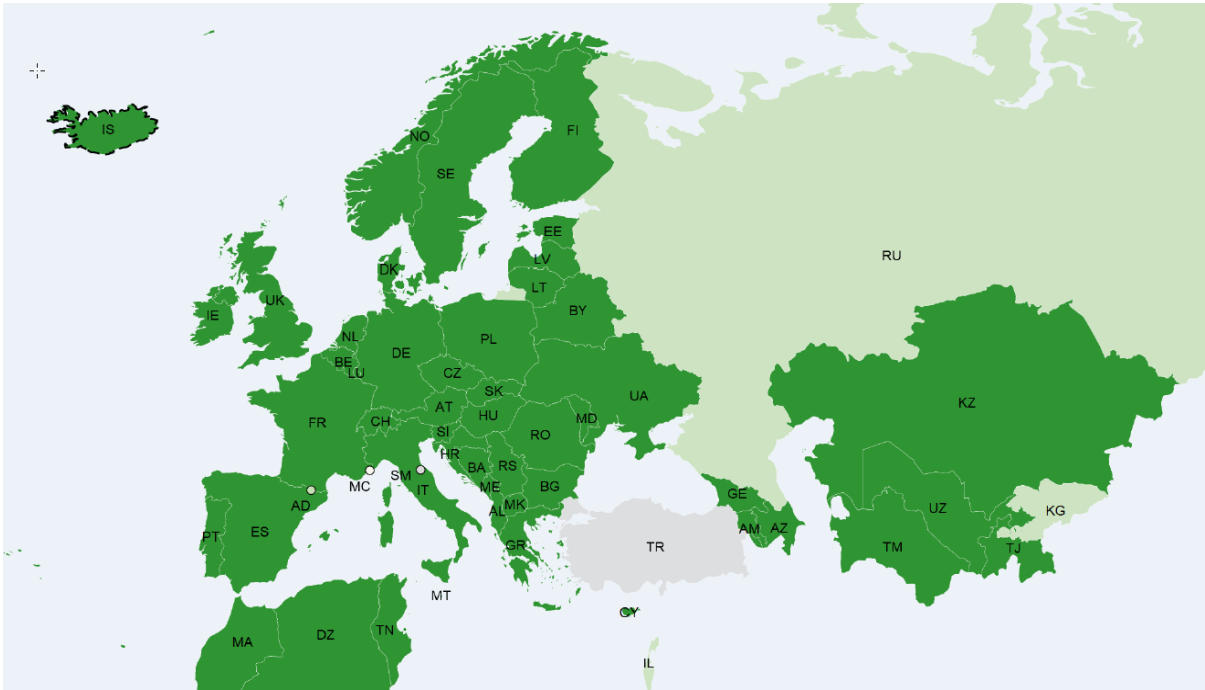 IS
NO
FI
SE
EE
RU
LV
DK
LT
UK
BY
IE
NL
PL
DE
BE
LU
CZ
SK
UA
AT
KZ
HU
MD
FR
CH
SI
RO
HR
BA
RS
SM
MC
ME
BG
IT
GE
AD
MK
UZ
KG
AL
AM
AZ
ES
PT
GR
TR
TM
TJ
MT
CY
TN
DZ
MA
IL